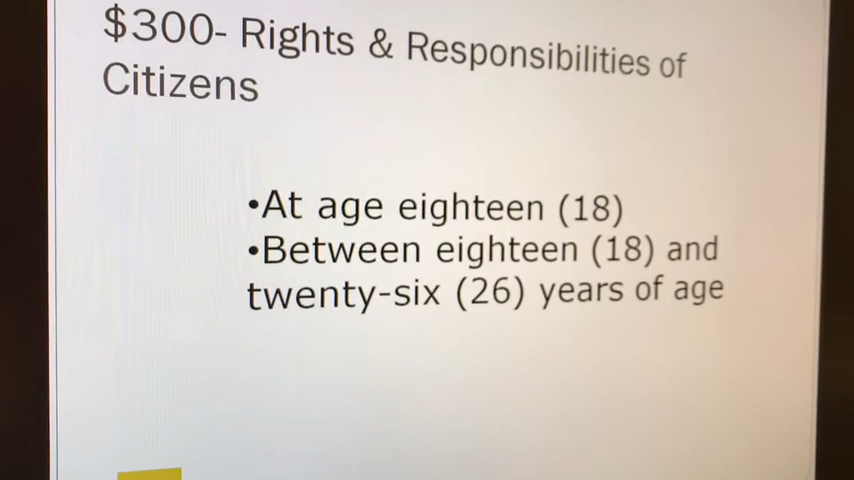 $300- Rights & Responsibilities of
Citizens
•At age eighteen (18)
•Between eighteen (18) and
twenty-six (26) years of age